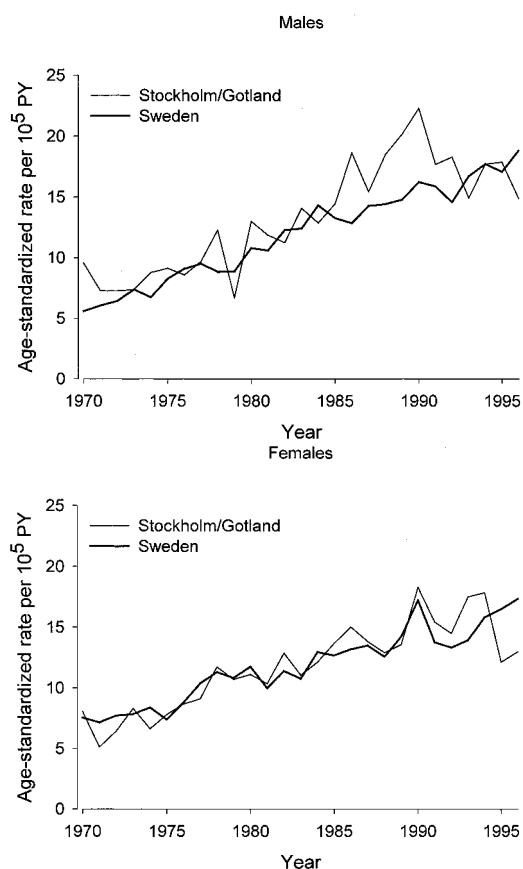 Males
25
20
15
10
5
0
Age-standardized rate per 10⁵ PY
Stockholm/Gotland
Sweden
1970 1975 1980 1985 1990 1995
Year
Females
25
20
15
10
5
0
Age-standardized rate per 10⁵ PY
Stockholm/Gotland
Sweden
1970 1975 1980 1985 1990 1995
Year